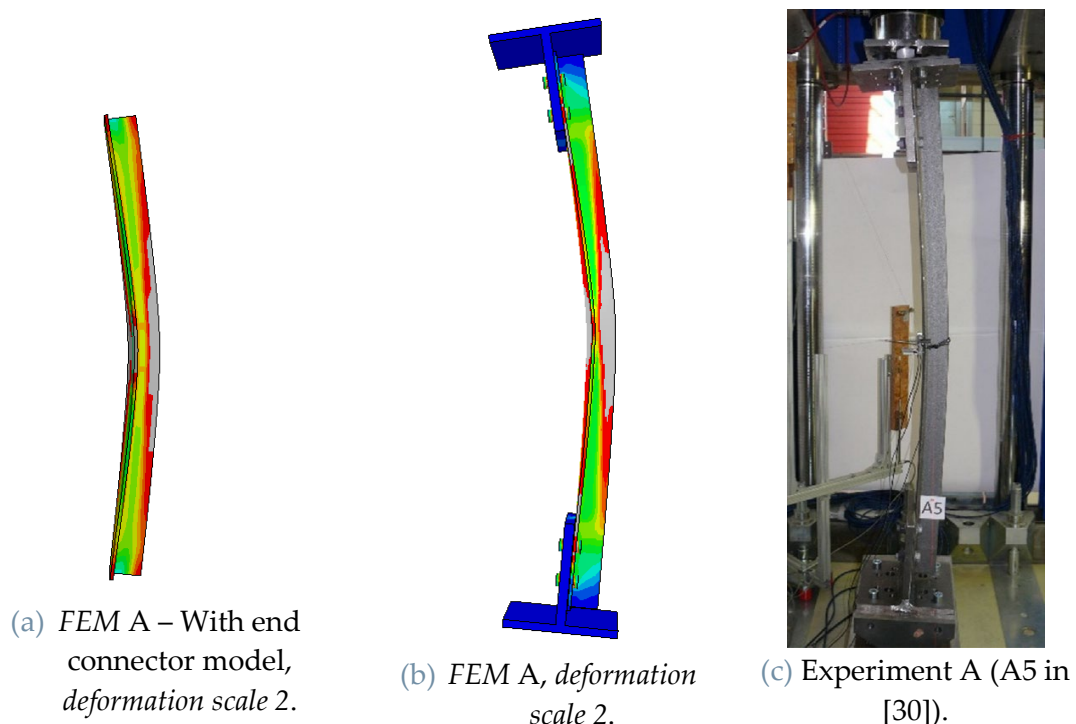 (a) FEM A – With end
connector model,
deformation scale 2.
(b) FEM A, deformation
scale 2.
A5
(c) Experiment A (A5 in
[30]).